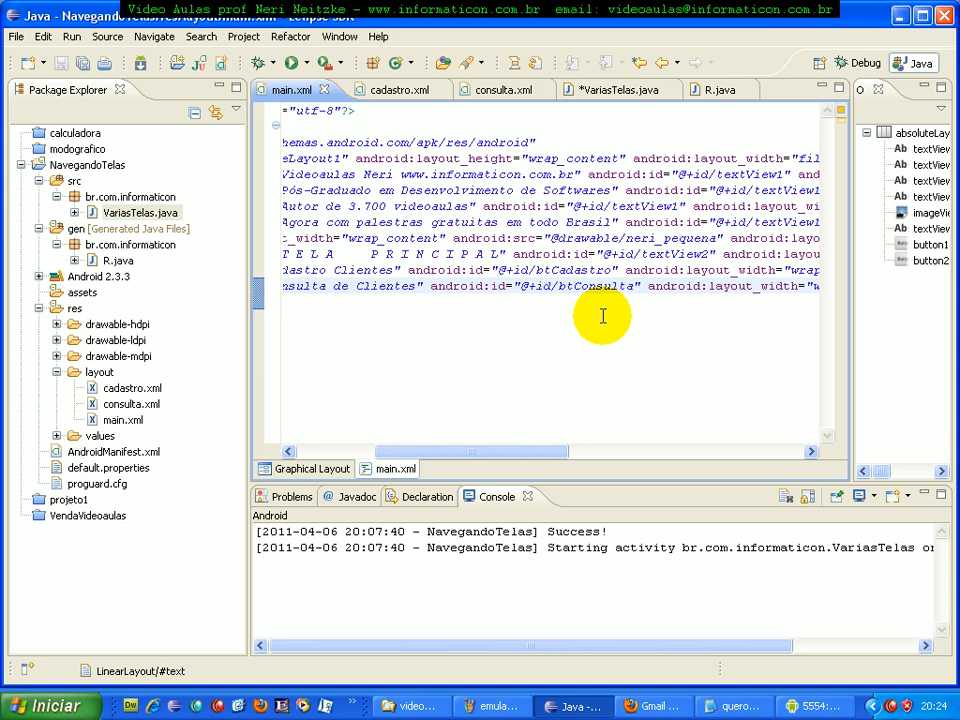 Java - NavegandoTelas/res/layout/main.xml - Eclipse SDK
Video Aulas prof Neri Neitzke - www.informaticon.com.br email: videoaulas@informaticon.com.br
File Edit Run Source Navigate Search Project Refactor Window Help
Debug Java
Package Explorer
main.xml cadastro.xml consulta.xml *VariasTelas.java R.java O
calculadora
modografico
NavegandoTelas
src
br.com.informaticon
VariasTelas.java
gen [Generated Java Files]
br.com.informaticon
R.java
Android 2.3.3
assets
res
drawable-hdpi
drawable-ldpi
drawable-mdpi
layout
cadastro.xml
consulta.xml
main.xml
values
AndroidManifest.xml
default.properties
proguard.cfg
projeto1
VendaVideoaulas
="utf-8"?>
hemas.android.com/apk/res/android"
eLayout1" android:layout_height="wrap_content" android:layout_width="fil
Videoaulas Neri www.informaticon.com.br" android:id="@+id/textView1" and
Pós-Graduado em Desenvolvimento de Softwares" android:id="@+id/textView1
Autor de 3.700 videoaulas" android:id="@+id/textView1" android:layout_wi
Agora com palestras gratuitas em todo Brasil" android:id="@+id/textView1
t_width="wrap_content" android:src="@drawable/neri_pequena" android:layo
T E L A P R I N C I P A L" android:id="@+id/textView2" android:layou
dastro Clientes" android:id="@+id/btCadastro" android:layout_width="wrap
nsulta de Clientes" android:id="@+id/btConsulta" android:layout_width="w
Graphical Layout main.xml
absoluteLay
textView
textView
textView
textView
imageVi
textView
button1
button2
Problems Javadoc Declaration Console
Android
[2011-04-06 20:07:40 - NavegandoTelas] Success!
[2011-04-06 20:07:40 - NavegandoTelas] Starting activity br.com.informaticon.VariasTelas or
LinearLayout/#text
Iniciar
video...
emula...
Java -...
Gmail ...
quero...
5554:...
20:24